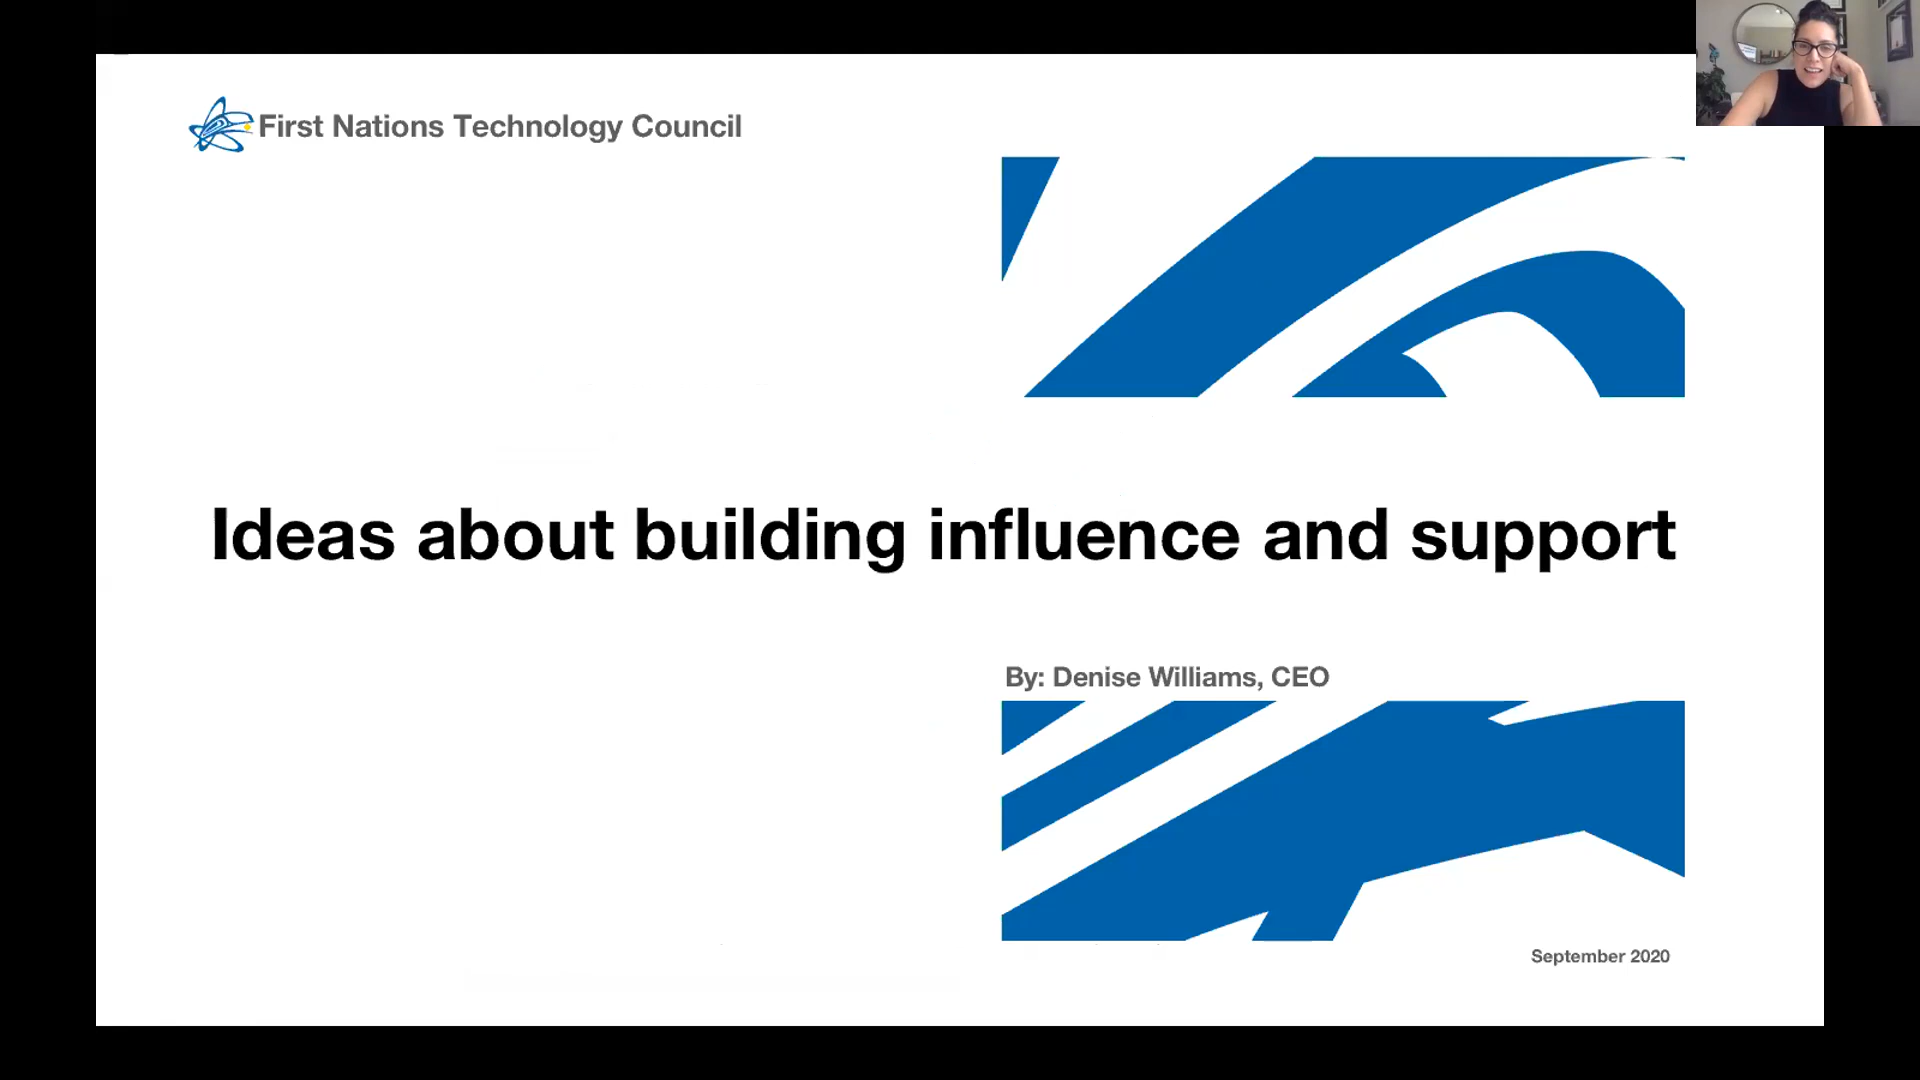 First Nations Technology Council
Ideas about building influence and support
By: Denise Williams, CEO
September 2020